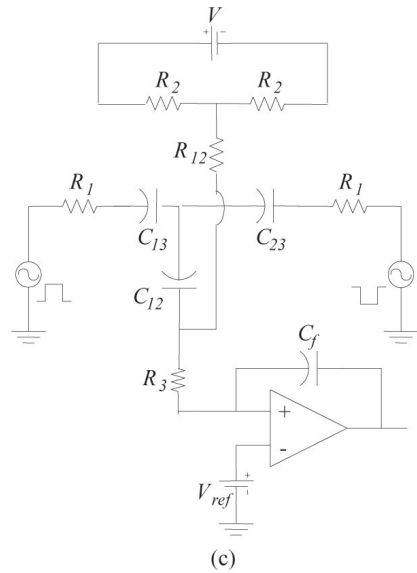 V
+ -
R2 R2
R12
R1 R1
C13 C23
C12
Cf
R3
+
-
Vref + -
(c)